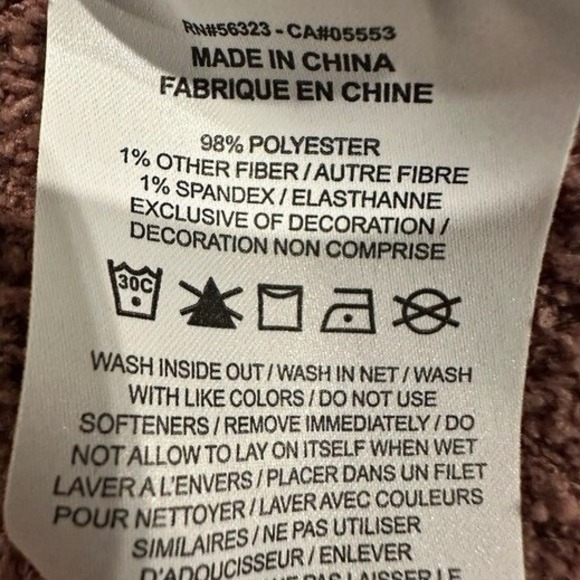 RN#56323 - CA#05553
MADE IN CHINA
FABRIQUE EN CHINE
98% POLYESTER
1% OTHER FIBER / AUTRE FIBRE
1% SPANDEX / ELASTHANNE
EXCLUSIVE OF DECORATION /
DECORATION NON COMPRISE
30C
WASH INSIDE OUT / WASH IN NET / WASH
WITH LIKE COLORS / DO NOT USE
SOFTENERS / REMOVE IMMEDIATELY / DO
NOT ALLOW TO LAY ON ITSELF WHEN WET
LAVER A L'ENVERS / PLACER DANS UN FILET
POUR NETTOYER / LAVER AVEC COULEURS
SIMILAIRES / NE PAS UTILISER
D'ADOUCISSEUR / ENLEVER
PAS LAISSER LE